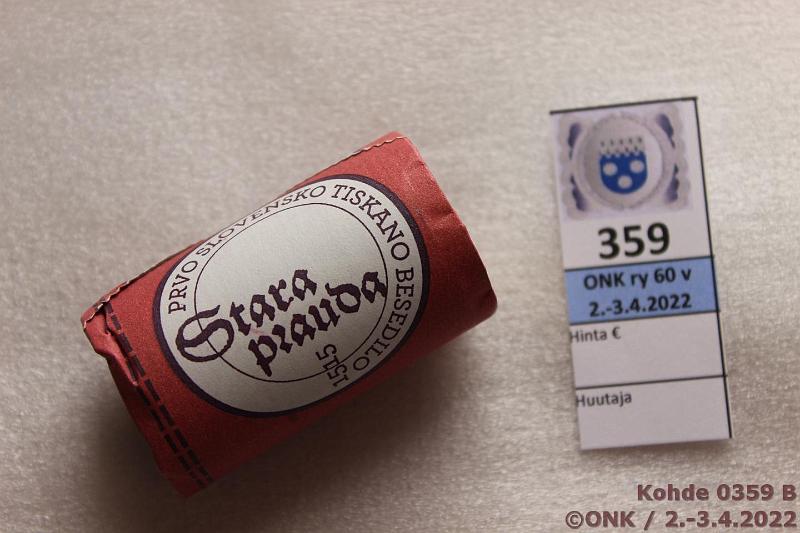 PRVO SLOVENSKO TISKANO BESEDILO
Stara
prauda
1515
359
ONK ry 60 v
2.-3.4.2022
Hinta €
Huutaja
Kohde 0359 B
©ONK / 2.-3.4.2022